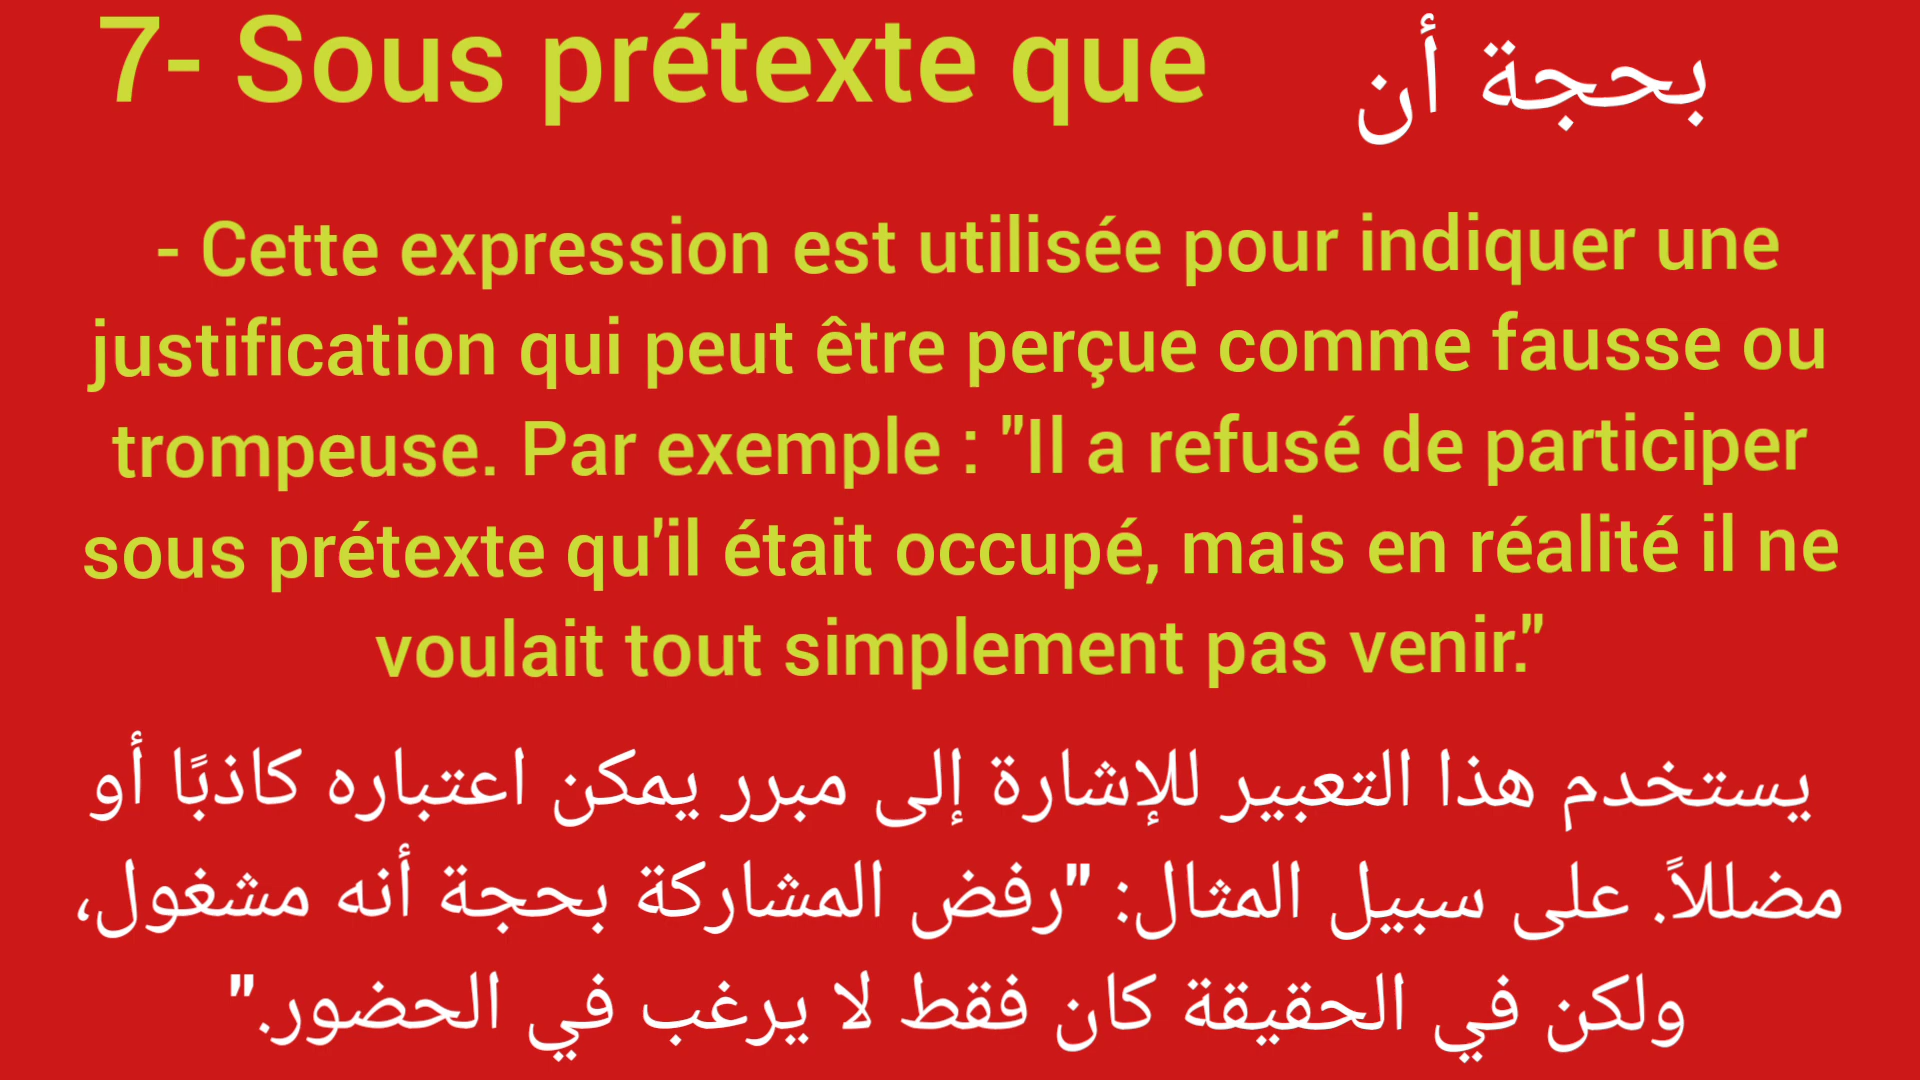 7- Sous prétexte que بحجة أن
- Cette expression est utilisée pour indiquer une
justification qui peut être perçue comme fausse ou
trompeuse. Par exemple : "Il a refusé de participer
sous prétexte qu'il était occupé, mais en réalité il ne
voulait tout simplement pas venir."
يستخدم هذا التعبير للإشارة إلى مبرر يمكن اعتباره كاذبًا أو
مضللاً. على سبيل المثال: "رفض المشاركة بحجة أنه مشغول،
ولكن في الحقيقة كان فقط لا يرغب في الحضور."